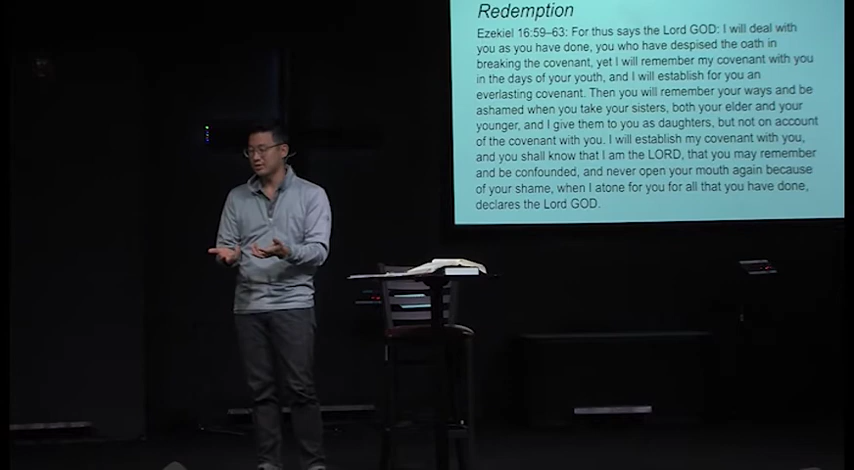 Redemption
Ezekiel 16:59–63: For thus says the Lord GOD: I will deal with
you as you have done, you who have despised the oath in
breaking the covenant, yet I will remember my covenant with you
in the days of your youth, and I will establish for you an
everlasting covenant. Then you will remember your ways and be
ashamed when you take your sisters, both your elder and your
younger, and I give them to you as daughters, but not on account
of the covenant with you. I will establish my covenant with you,
and you shall know that I am the LORD, that you may remember
and be confounded, and never open your mouth again because
of your shame, when I atone for you for all that you have done,
declares the Lord GOD.